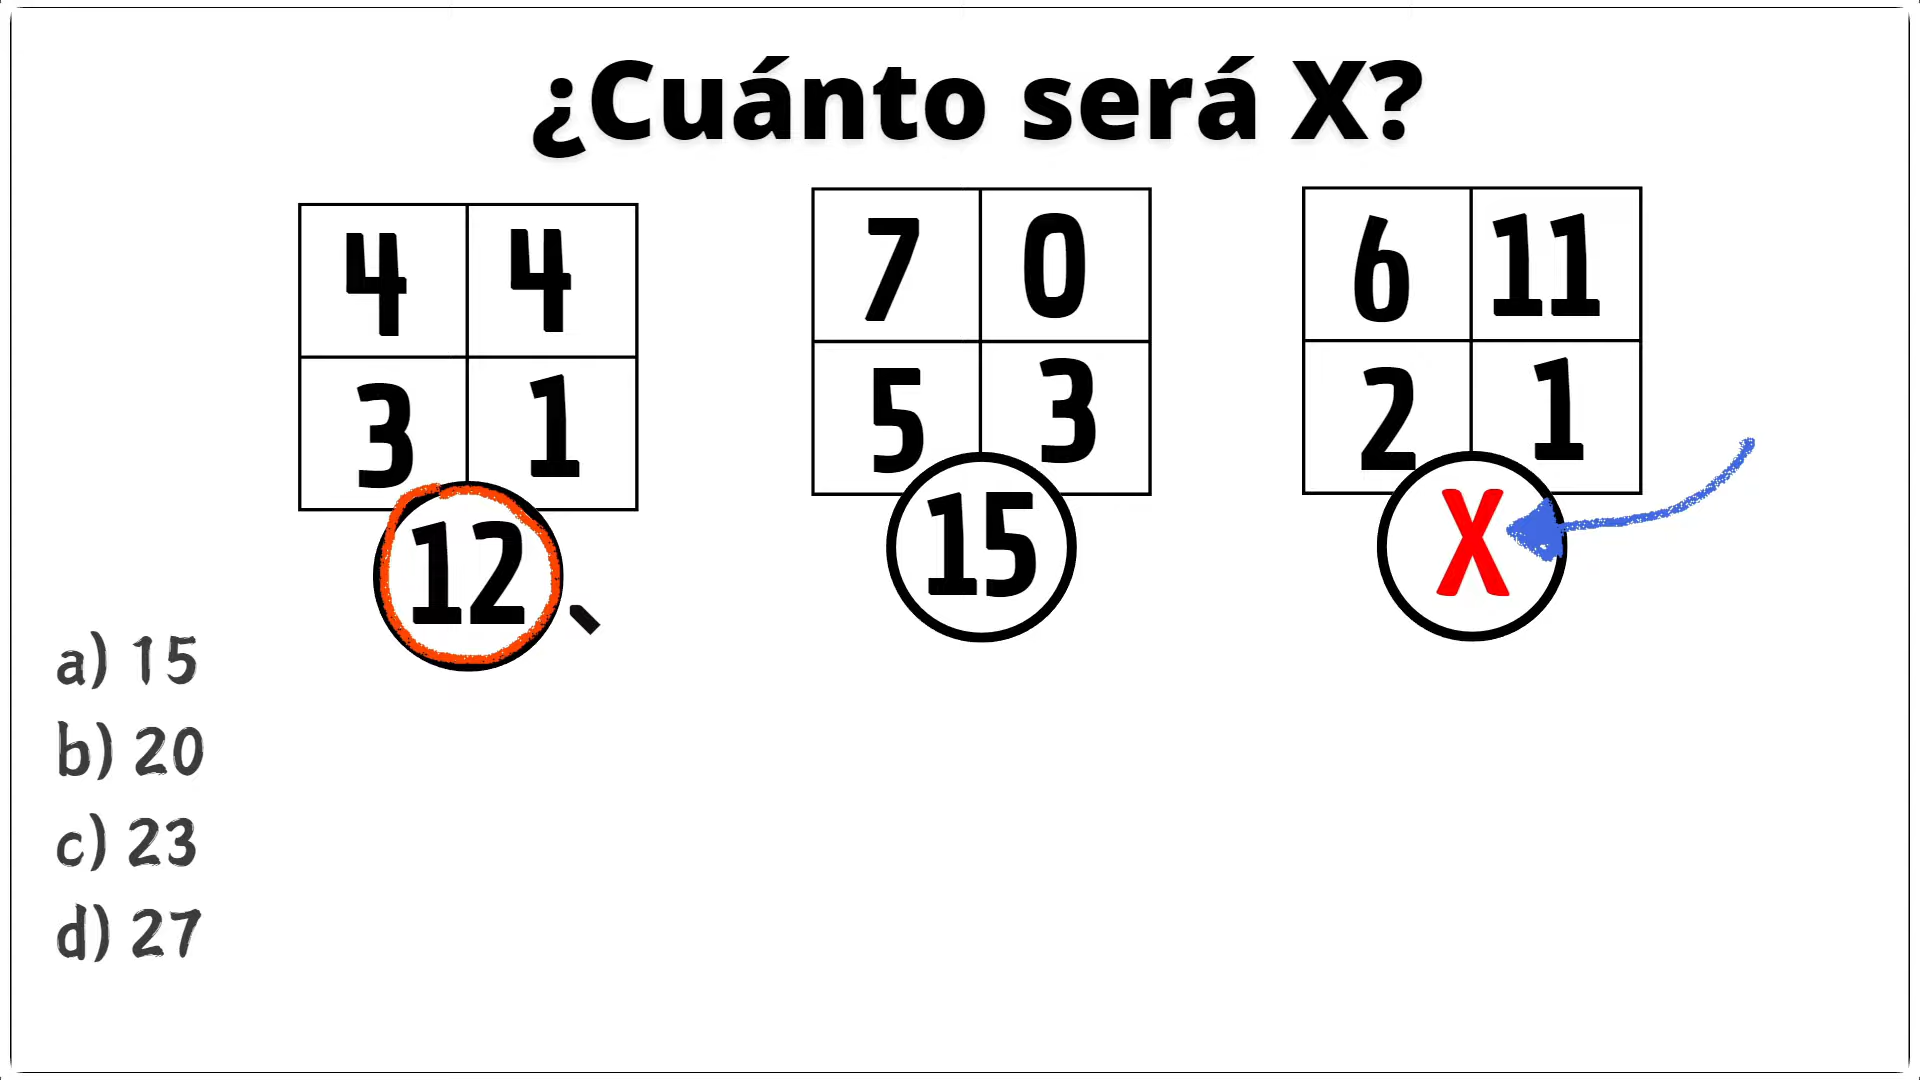 ¿Cuánto será X?
4 4
3 1
12
7 0
5 3
15
6 11
2 1
X
a) 15
b) 20
c) 23
d) 27